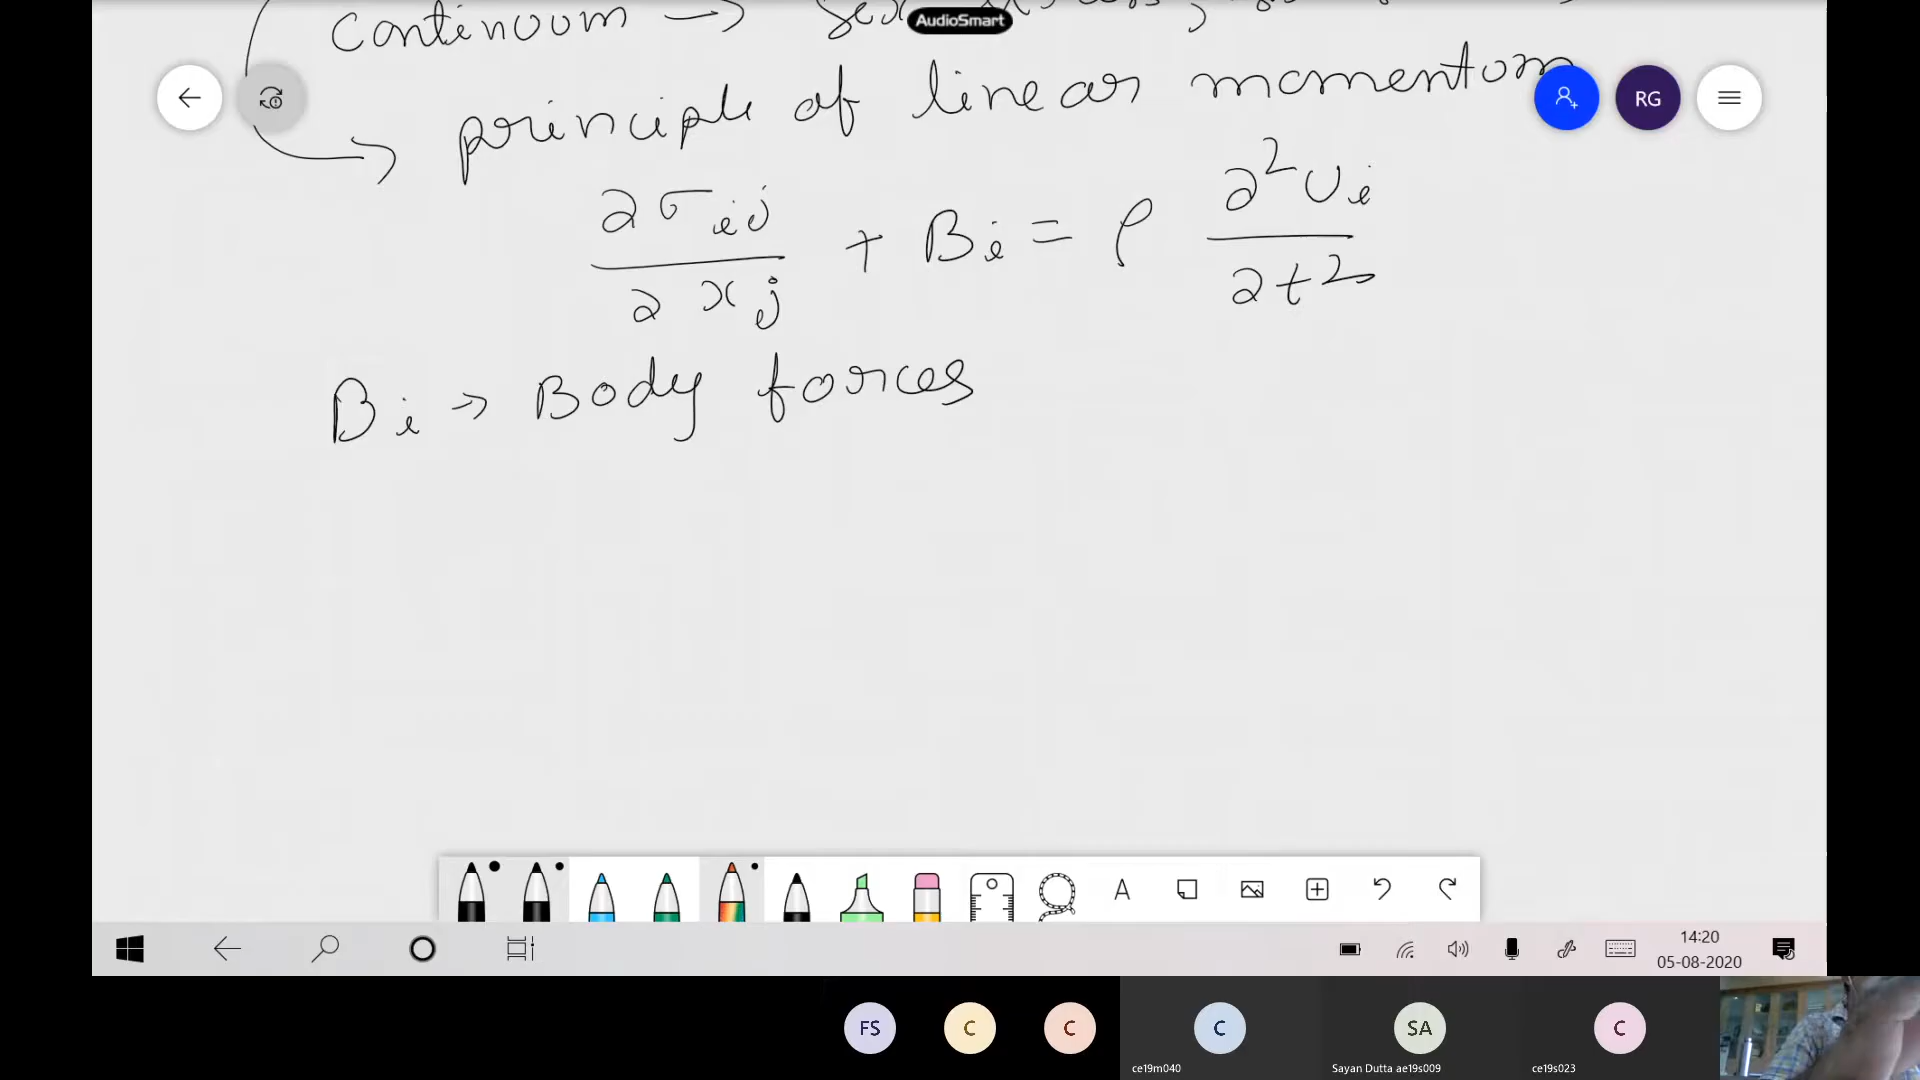 AudioSmart
continuum →
RG
→ principle of linear momentum
∂σij/∂xj + Bi = ρ ∂²Ui/∂t²
Bi → Body forces
A
14:20
05-08-2020
FS C C C SA C
ce19m040 Sayan Dutta ae19s009 ce19s023